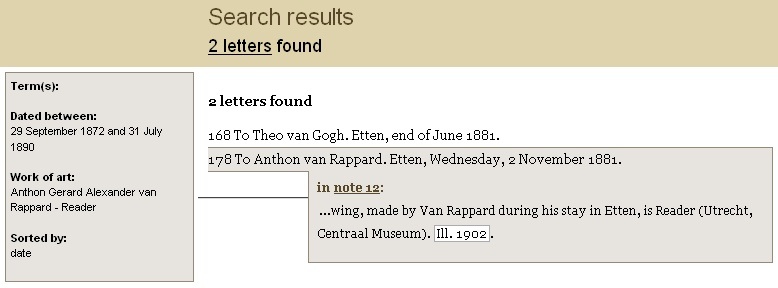 Search results
2 letters found
Term(s):
Dated between:
29 September 1872 and 31 July
1890
Work of art:
Anthon Gerard Alexander van
Rappard - Reader
Sorted by:
date
2 letters found
168 To Theo van Gogh. Etten, end of June 1881.
178 To Anthon van Rappard. Etten, Wednesday, 2 November 1881.
in note 12:
...wing, made by Van Rappard during his stay in Etten, is Reader (Utrecht,
Centraal Museum). Ill. 1902.